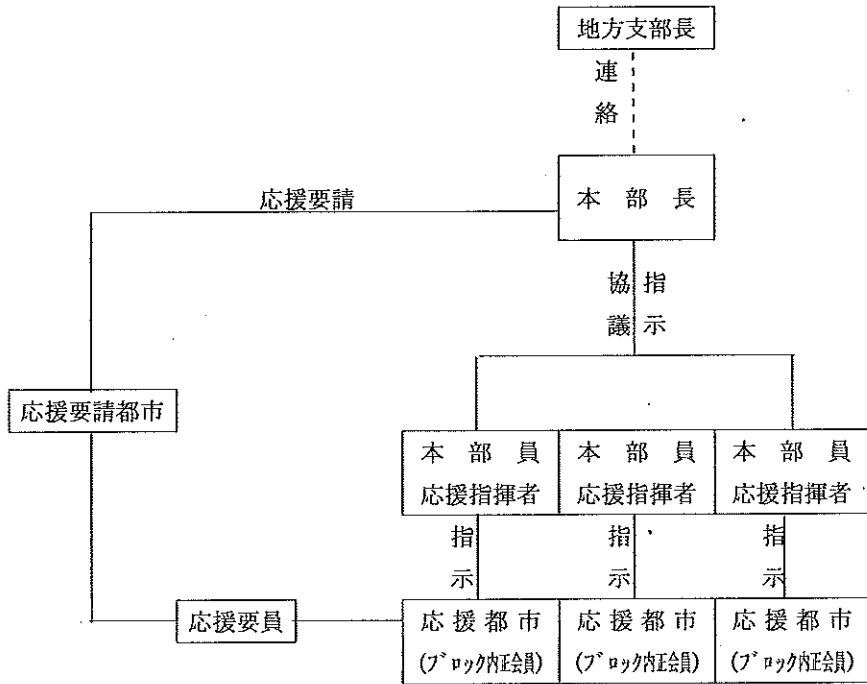 地方支部長
連絡
応援要請
本部長
協議 指示
応援要請都市
本部員 本部員 本部員
応援指揮者 応援指揮者 応援指揮者
指示 指示 指示
応援要員
応援都市 応援都市 応援都市
(ブロック内正会員) (ブロック内正会員) (ブロック内正会員)